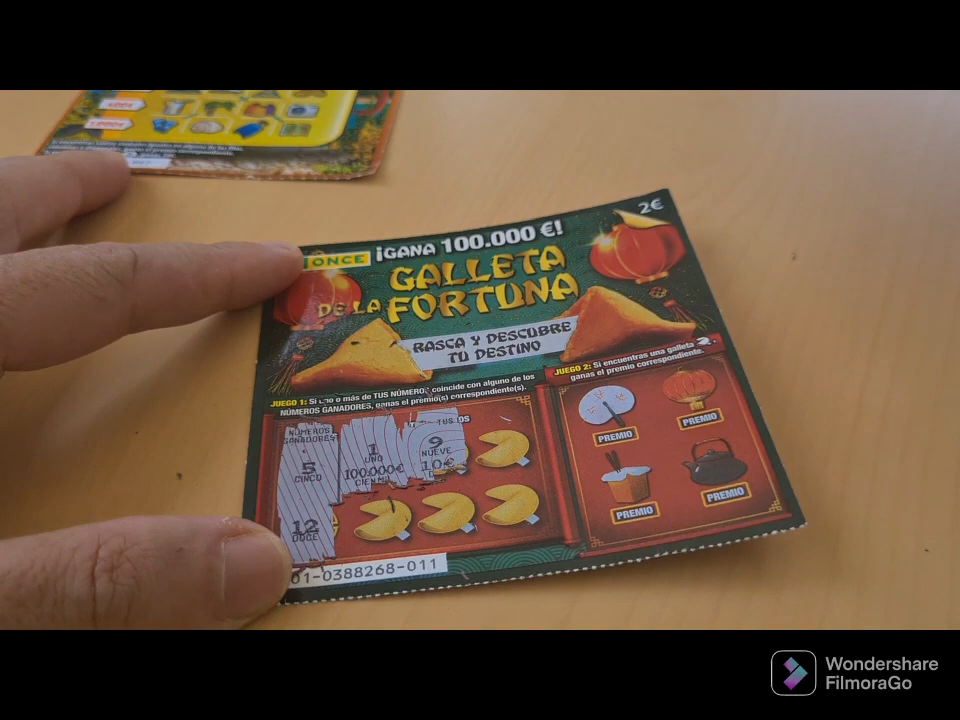 400€
ONCE
¡GANA 100.000 €!
2€
GALLETA
DE LA FORTUNA
RASCA Y DESCUBRE
TU DESTINO
JUEGO 1: Si uno o más de TUS NÚMEROS coincide con alguno de los
NÚMEROS GANADORES, ganas el premio(s) correspondiente(s).
JUEGO 2: Si encuentras una galleta
ganas el premio correspondiente.
NÚMEROS
GANADORES
TUS
OS
5
CINCO
1
UNO
100.000€
9
NUEVE
10€
12
DOCE
PREMIO
PREMIO
PREMIO
PREMIO
01-0388268-011
Wondershare
FilmoraGo